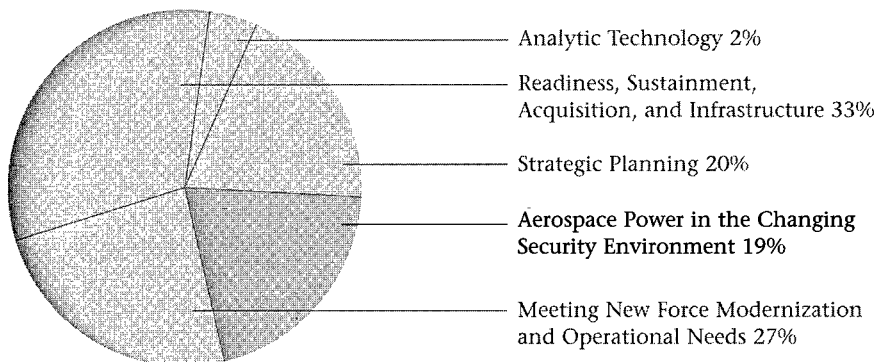 Analytic Technology 2%
Readiness, Sustainment,
Acquisition, and Infrastructure 33%
Strategic Planning 20%
Aerospace Power in the Changing
Security Environment 19%
Meeting New Force Modernization
and Operational Needs 27%